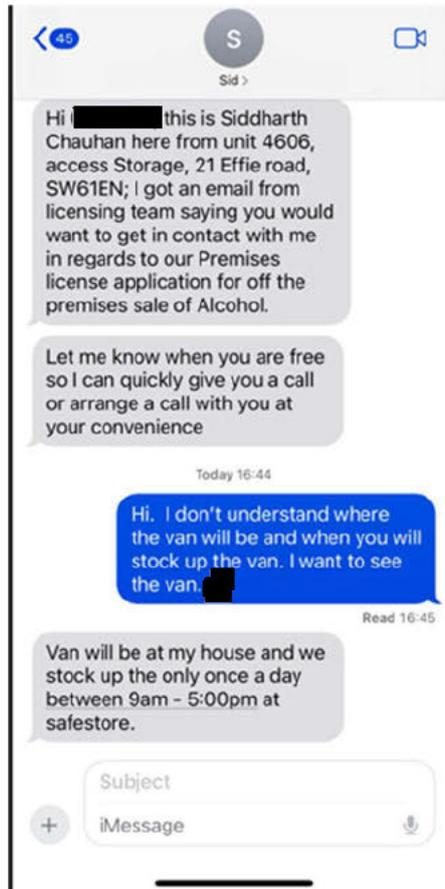 45
S
Sid >
Hi this is Siddharth
Chauhan here from unit 4606,
access Storage, 21 Effie road,
SW61EN; I got an email from
licensing team saying you would
want to get in contact with me
in regards to our Premises
license application for off the
premises sale of Alcohol.
Let me know when you are free
so I can quickly give you a call
or arrange a call with you at
your convenience
Today 16:44
Hi. I don't understand where
the van will be and when you will
stock up the van. I want to see
the van.
Read 16:45
Van will be at my house and we
stock up the only once a day
between 9am - 5:00pm at
safestore.
Subject
iMessage